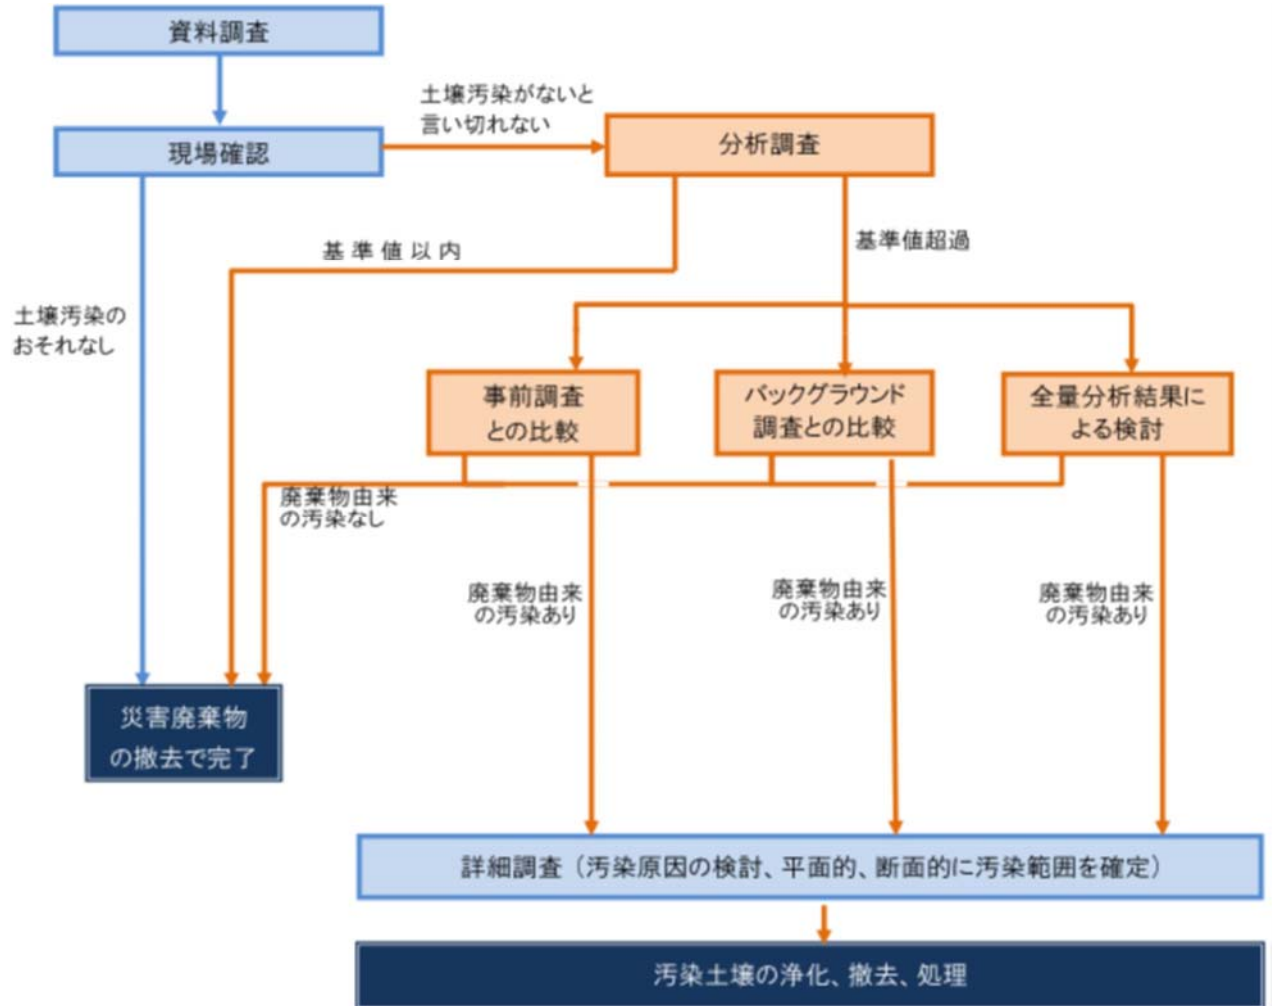 資料調査
土壌汚染がないと
言い切れない
現場確認
分析調査
基準値以内
基準値超過
土壌汚染の
おそれなし
事前調査
との比較
バックグラウンド
調査との比較
全量分析結果に
よる検討
廃棄物由来
の汚染なし
廃棄物由来
の汚染あり
廃棄物由来
の汚染あり
廃棄物由来
の汚染あり
災害廃棄物
の撤去で完了
詳細調査（汚染原因の検討、平面的、断面的に汚染範囲を確定）
汚染土壌の浄化、撤去、処理